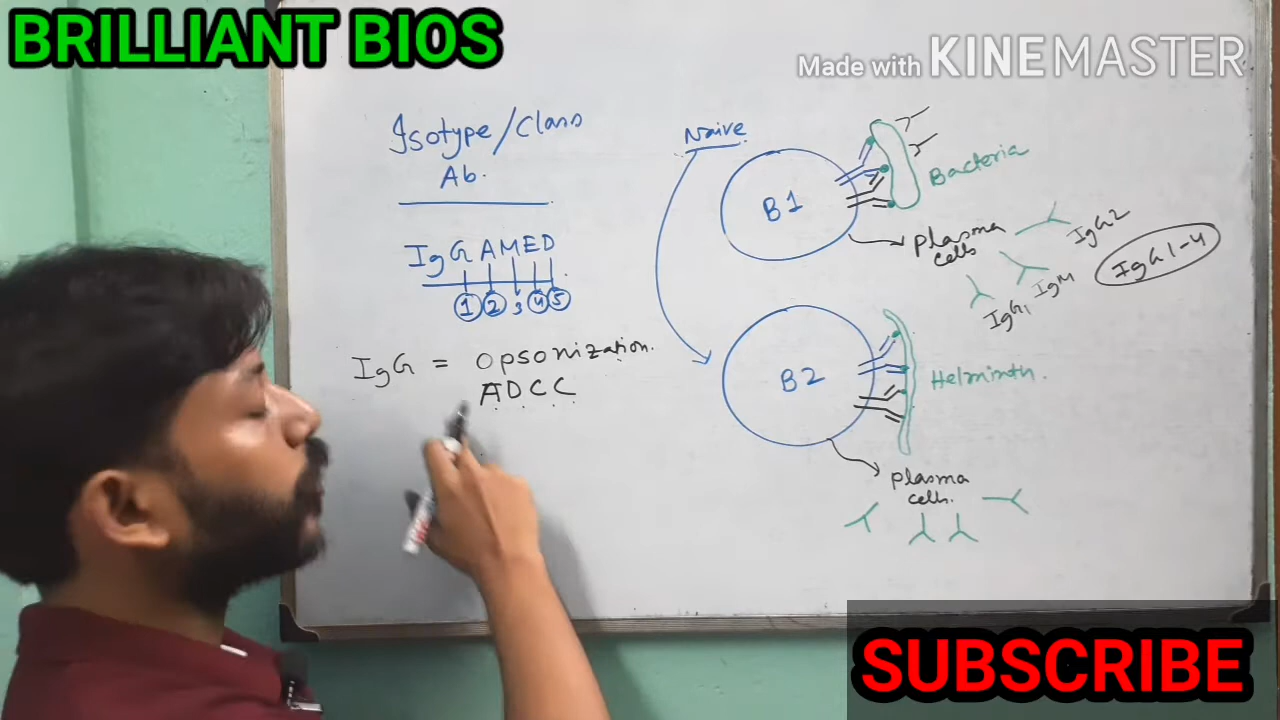 BRILLIANT BIOS
Made with KINEMASTER
Isotype/Class
Ab.
IgG AMED
1 2 3 4 5
IgG = Opsonization.
ADCC
Naive
B1
Bacteria
plasma
cells
IgG2
IgM
IgG1
IgG1-4
B2
Helminth.
plasma
cells.
SUBSCRIBE